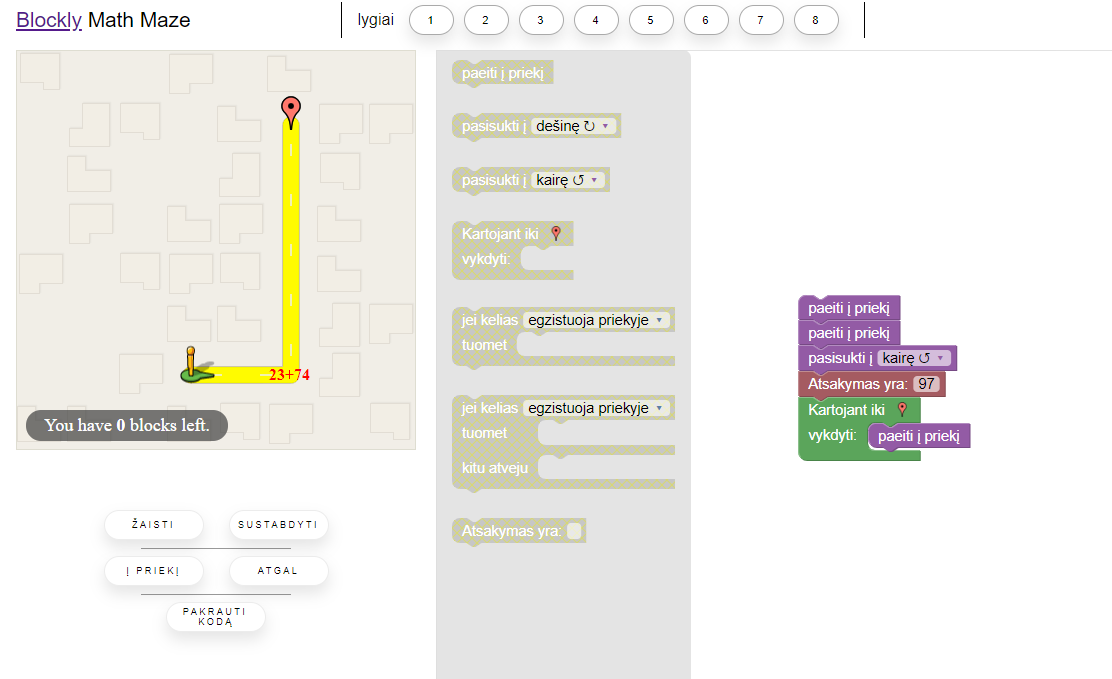 Blockly Math Maze
lygiai 1 2 3 4 5 6 7 8
23+74
You have 0 blocks left.
ŽAISTI
SUSTABDYTI
Į PRIEKĮ
ATGAL
PAKRAUTI
KODĄ
paeiti į priekį
pasisukti į dešinę ↻ ▾
pasisukti į kairę ↺ ▾
Kartojant iki
vykdyti:
jei kelias egzistuoja priekyje ▾
tuomet
jei kelias egzistuoja priekyje ▾
tuomet
kitu atveju
Atsakymas yra:
paeiti į priekį
paeiti į priekį
pasisukti į kairę ↺ ▾
Atsakymas yra: 97
Kartojant iki
vykdyti: paeiti į priekį